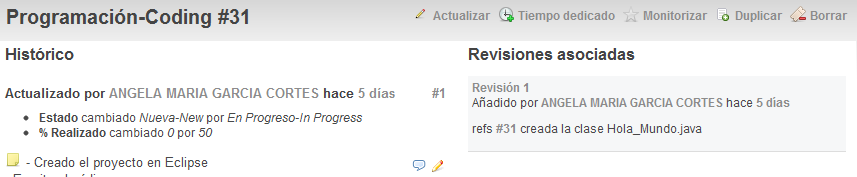 Programación-Coding #31
Actualizar
Tiempo dedicado
Monitorizar
Duplicar
Borrar
Histórico
Actualizado por ANGELA MARIA GARCIA CORTES hace 5 días
#1
Estado cambiado Nueva-New por En Progreso-In Progress
% Realizado cambiado 0 por 50
- Creado el proyecto en Eclipse
Revisiones asociadas
Revisión 1
Añadido por ANGELA MARIA GARCIA CORTES hace 5 días
refs #31 creada la clase Hola_Mundo.java